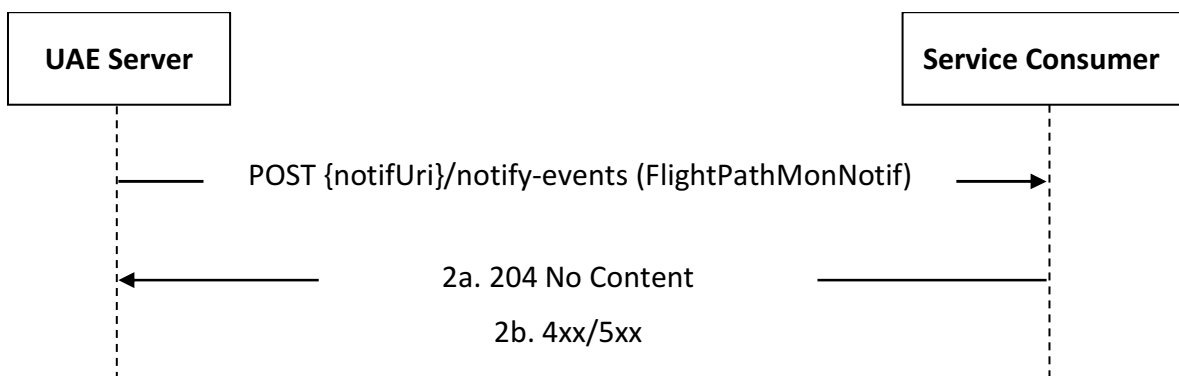 UAE Server
Service Consumer
POST {notifUri}/notify-events (FlightPathMonNotif)
2a. 204 No Content
2b. 4xx/5xx